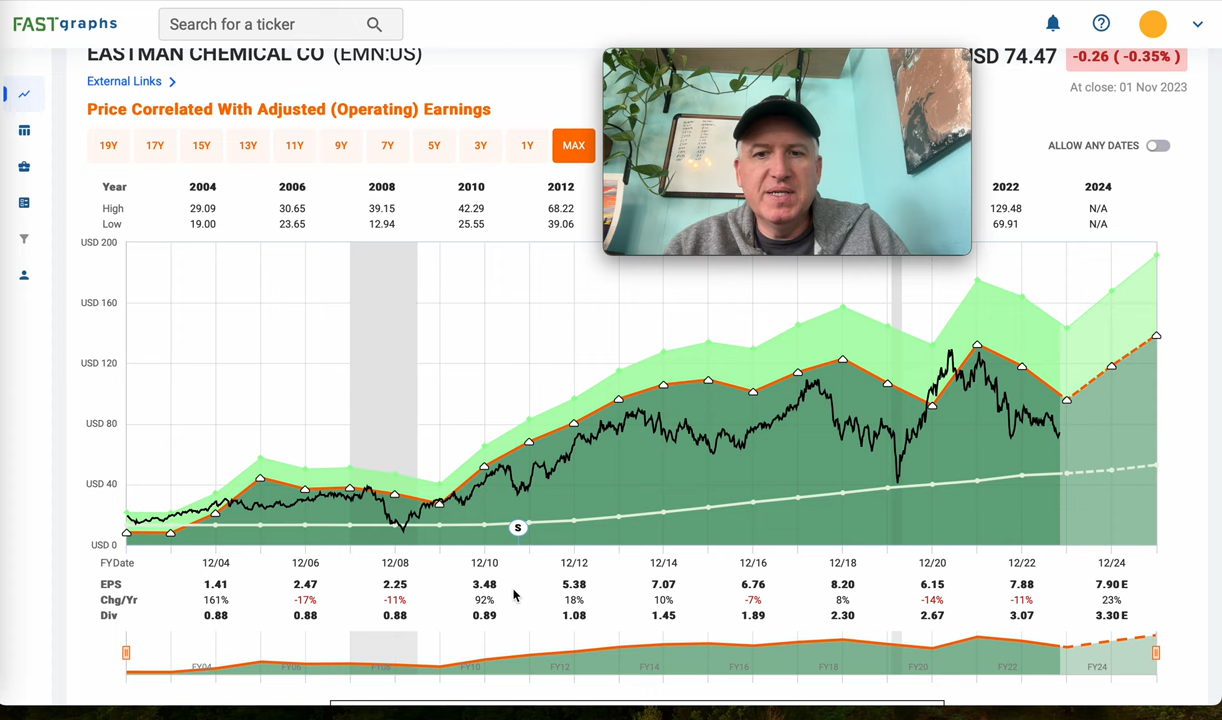 FAST graphs
Search for a ticker
EASTMAN CHEMICAL CO (EMN:US)
SD 74.47
-0.26 ( -0.35% )
External Links
At close: 01 Nov 2023
Price Correlated With Adjusted (Operating) Earnings
19Y 17Y 15Y 13Y 11Y 9Y 7Y 5Y 3Y 1Y MAX
ALLOW ANY DATES
Year 2004 2006 2008 2010 2012 2022 2024
High 29.09 30.65 39.15 42.29 68.22 129.48 N/A
Low 19.00 23.65 12.94 25.55 39.06 69.91 N/A
USD 200
USD 160
USD 120
USD 80
USD 40
USD 0
S
FYDate 12/04 12/06 12/08 12/10 12/12 12/14 12/16 12/18 12/20 12/22 12/24
EPS 1.41 2.47 2.25 3.48 5.38 7.07 6.76 8.20 6.15 7.88 7.90 E
Chg/Yr 161% -17% -11% 92% 18% 10% -7% 8% -14% -11% 23%
Div 0.88 0.88 0.88 0.89 1.08 1.45 1.89 2.30 2.67 3.07 3.30 E
FY04 FY06 FY08 FY10 FY12 FY14 FY16 FY18 FY20 FY22 FY24